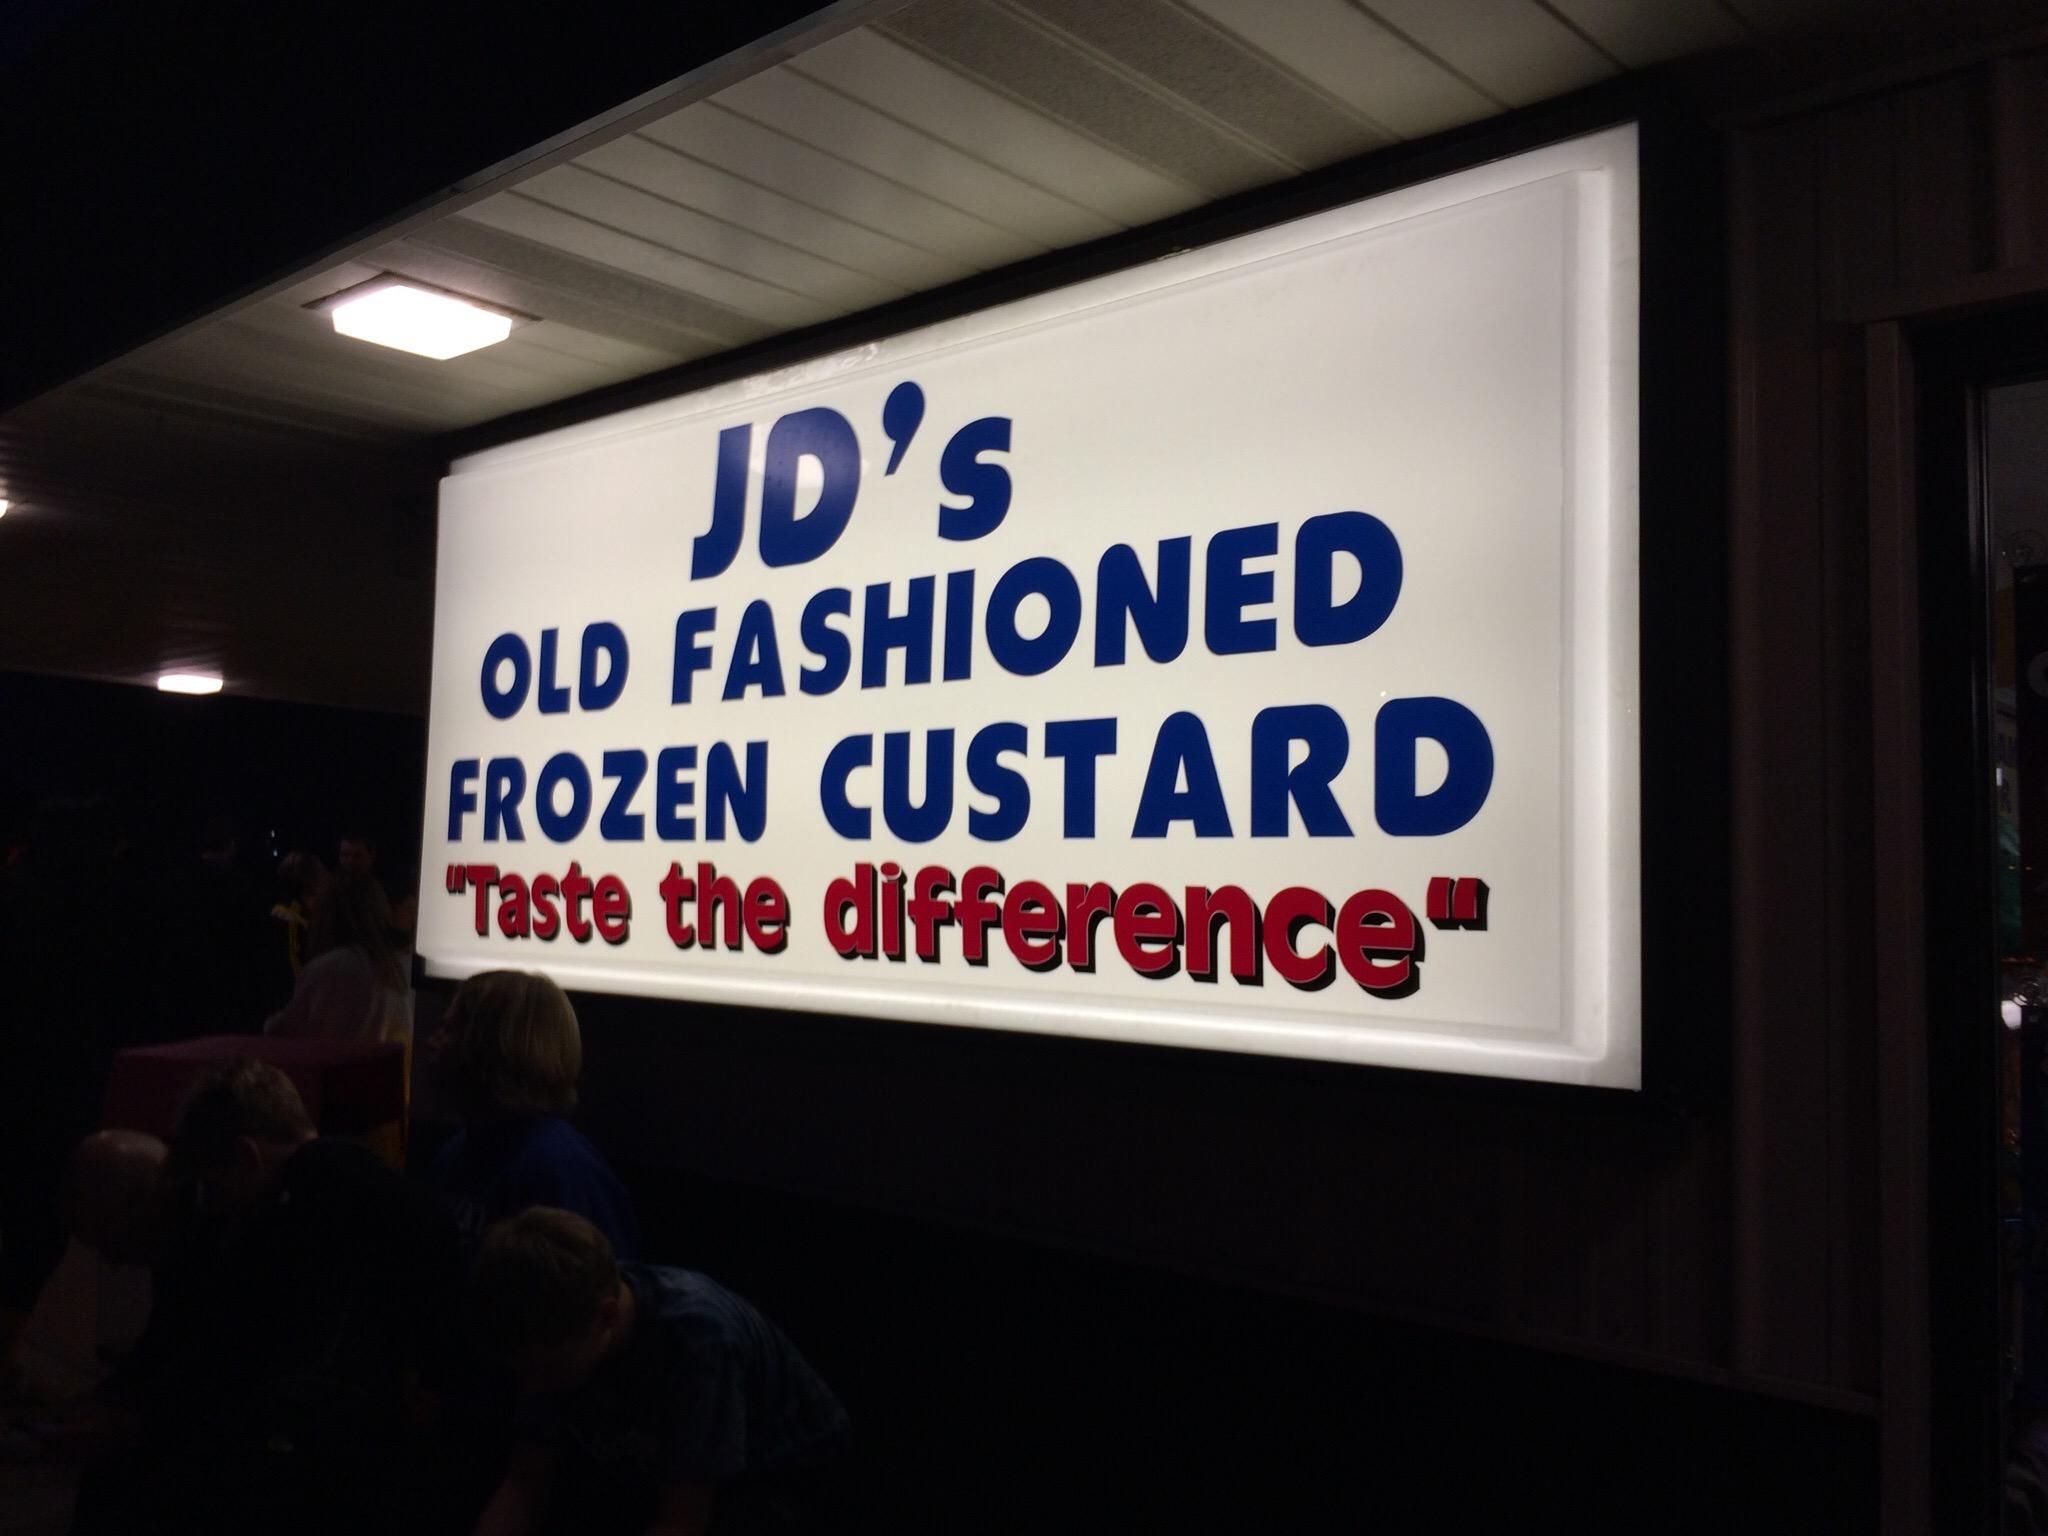 JD's
OLD FASHIONED
FROZEN CUSTARD
"Taste the difference"